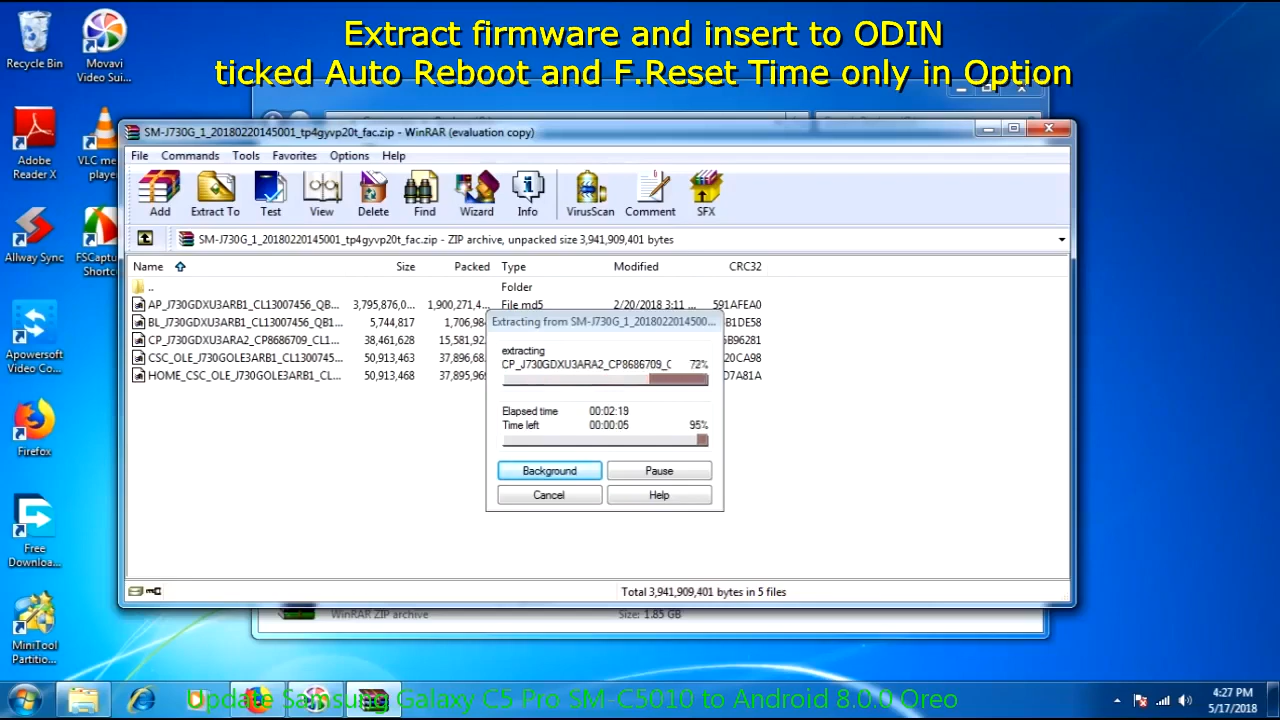 Extract firmware and insert to ODIN
ticked Auto Reboot and F.Reset Time only in Option
Recycle Bin
Movavi
Video Sui...
Adobe
Reader X
VLC me
player
Allway Sync
FSCaptur
Shortc
Apowersoft
Video Co...
Firefox
Free
Downloa...
MiniTool
Partitio...
SM-J730G_1_20180220145001_tp4gyvp20t_fac.zip - WinRAR (evaluation copy)
File Commands Tools Favorites Options Help
Add Extract To Test View Delete Find Wizard Info VirusScan Comment SFX
SM-J730G_1_20180220145001_tp4gyvp20t_fac.zip - ZIP archive, unpacked size 3,941,909,401 bytes
Name Size Packed Type Modified CRC32
.. Folder
AP_J730GDXU3ARB1_CL13007456_QB... 3,795,876,0... 1,900,271,4... File md5 2/20/2018 3:11 ... 591AFEA0
BL_J730GDXU3ARB1_CL13007456_QB1... 5,744,817 1,706,984 B1DE58
CP_J730GDXU3ARA2_CP8686709_CL1... 38,461,628 15,581,92 B96281
CSC_OLE_J730GOLE3ARB1_CL1300745... 50,913,463 37,896,68 20CA98
HOME_CSC_OLE_J730GOLE3ARB1_CL... 50,913,468 37,895,96 D7A81A
Extracting from SM-J730G_1_2018022014500...
extracting
CP_J730GDXU3ARA2_CP8686709_C 72%
Elapsed time 00:02:19
Time left 00:00:05 95%
Background Pause
Cancel Help
Total 3,941,909,401 bytes in 5 files
WinRAR ZIP archive Size: 1.85 GB
Update Samsung Galaxy C5 Pro SM-C5010 to Android 8.0.0 Oreo
4:27 PM
5/17/2018